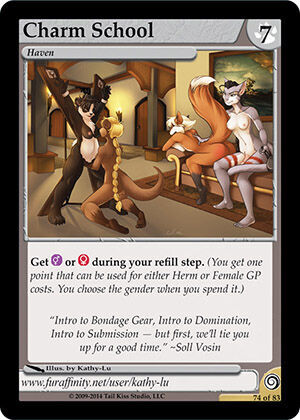 Charm School 7
Haven
Get or during your refill step. (You get one
point that can be used for either Herm or Female GP
costs. You choose the gender when you spend it.)
“Intro to Bondage Gear, Intro to Domination,
Intro to Submission — but first, we'll tie you
up for a good time.” ~Soll Vosin
Illus. by Kathy-Lu
www.furaffinity.net/user/kathy-lu
74 of 83
© 2009-2014 Tail Kiss Studio, LLC